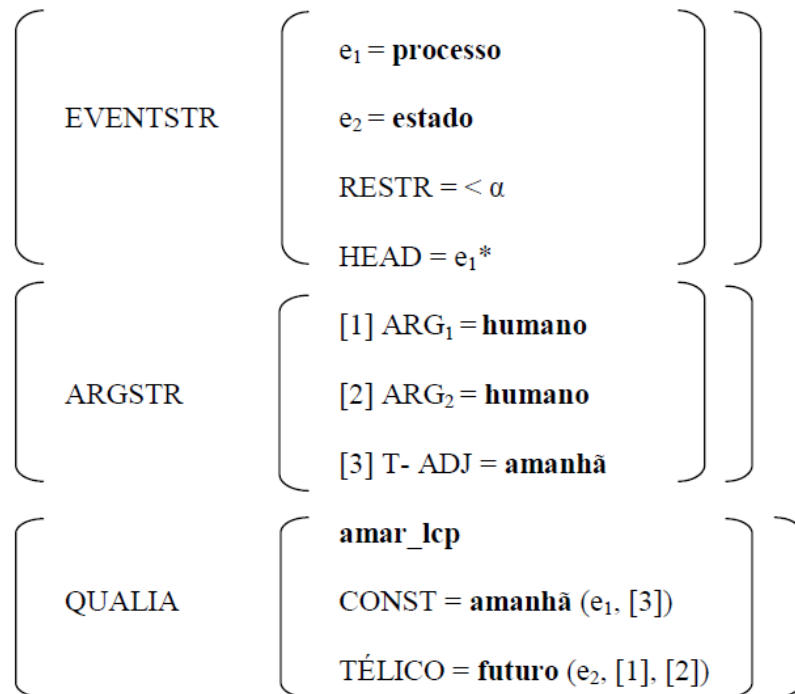 e₁ = processo
EVENTSTR e₂ = estado
RESTR = < α
HEAD = e₁*
[1] ARG₁ = humano
ARGSTR [2] ARG₂ = humano
[3] T- ADJ = amanhã
amar_lcp
QUALIA CONST = amanhã (e₁, [3])
TÉLICO = futuro (e₂, [1], [2])